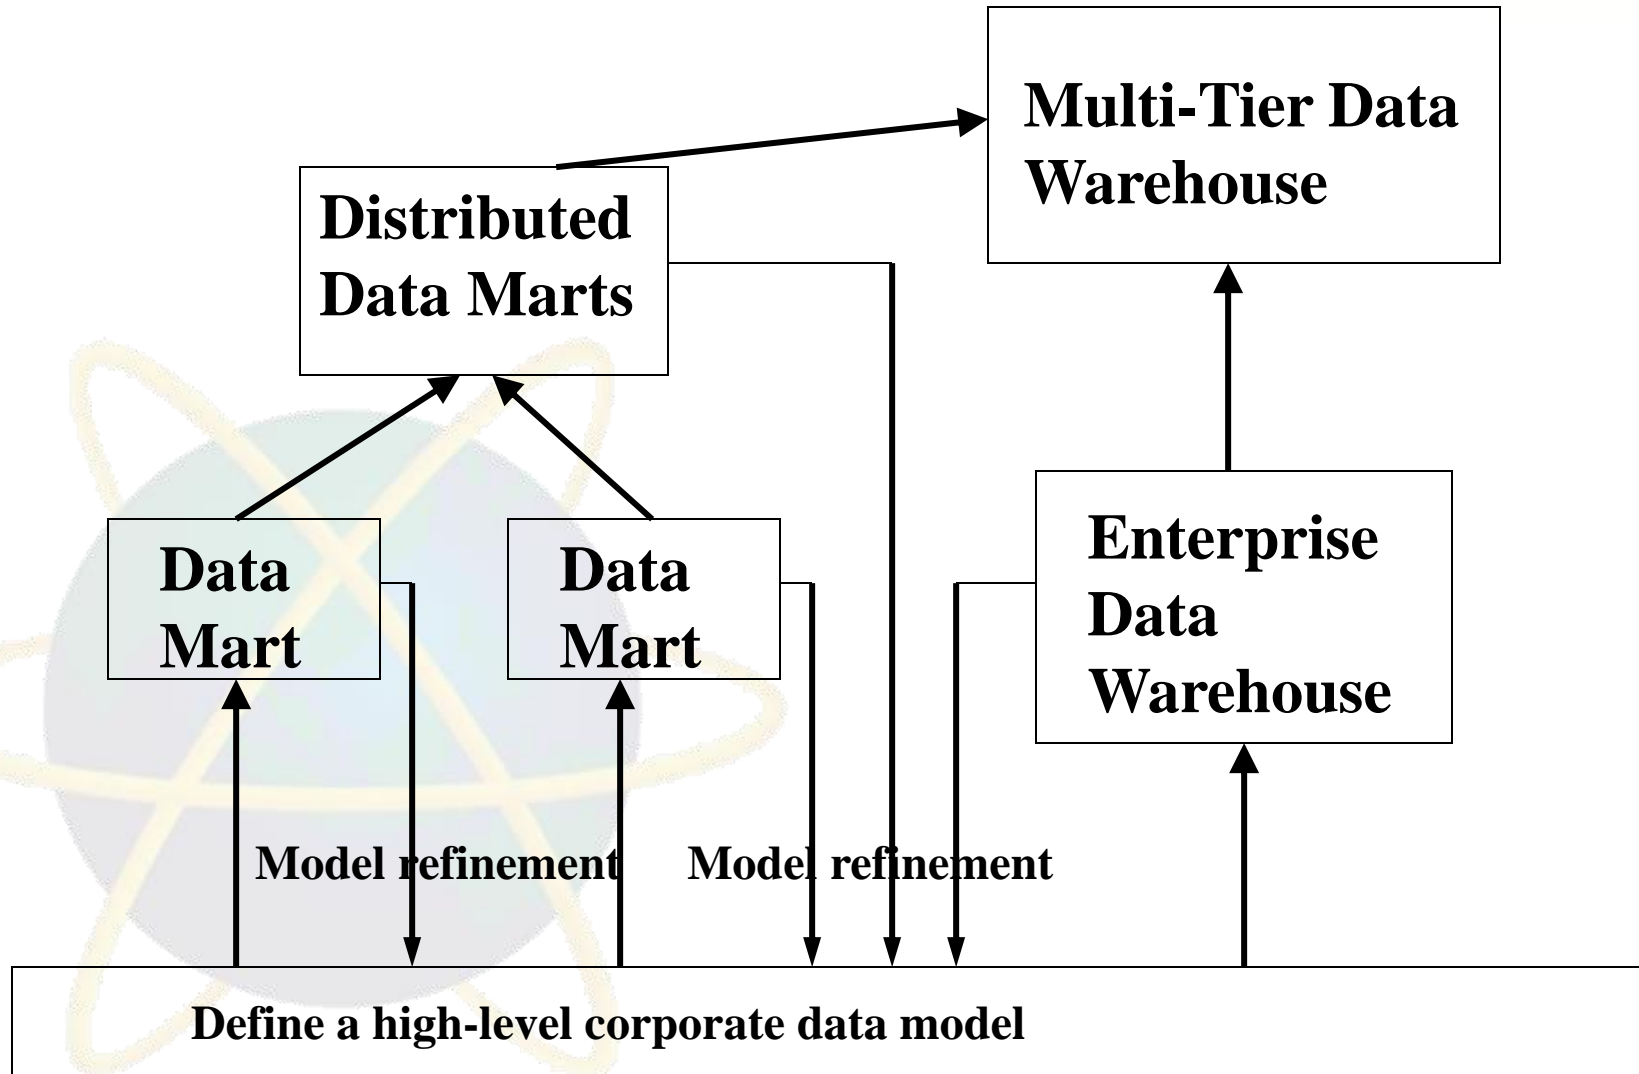 Multi-Tier Data
Warehouse
Distributed
Data Marts
Data
Mart
Data
Mart
Enterprise
Data
Warehouse
Model refinement
Model refinement
Define a high-level corporate data model